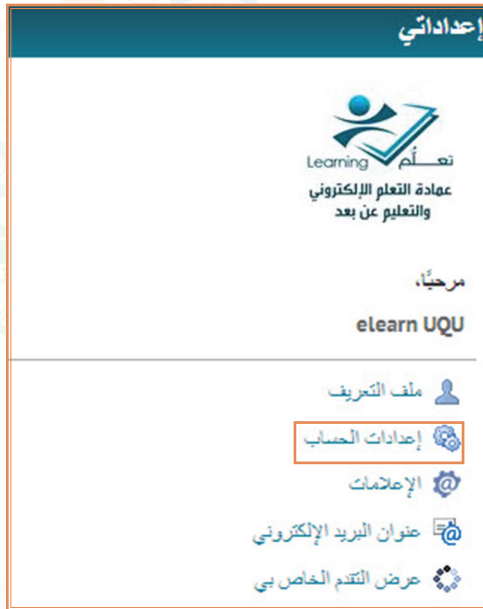 إعداداتي
Learning تعلُّم
عمادة التعلم الإلكتروني
والتعليم عن بعد
مرحبًا،
elearn UQU
ملف التعريف
إعدادات الحساب
الإعلامات
عنوان البريد الإلكتروني
عرض التقدم الخاص بي